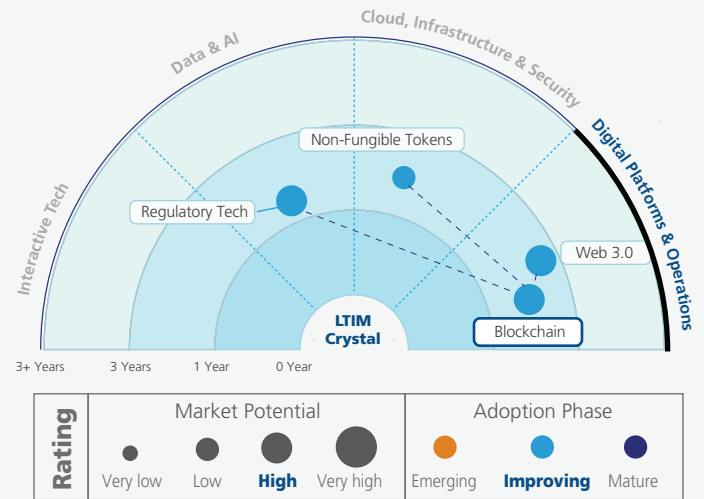 Cloud, Infrastructure & Security
Data & AI
Interactive Tech
Digital Platforms & Operations
Non-Fungible Tokens
Regulatory Tech
Web 3.0
Blockchain
LTIM
Crystal
3+ Years
3 Years
1 Year
0 Year
Rating
Market Potential
Very low
Low
High
Very high
Adoption Phase
Emerging
Improving
Mature